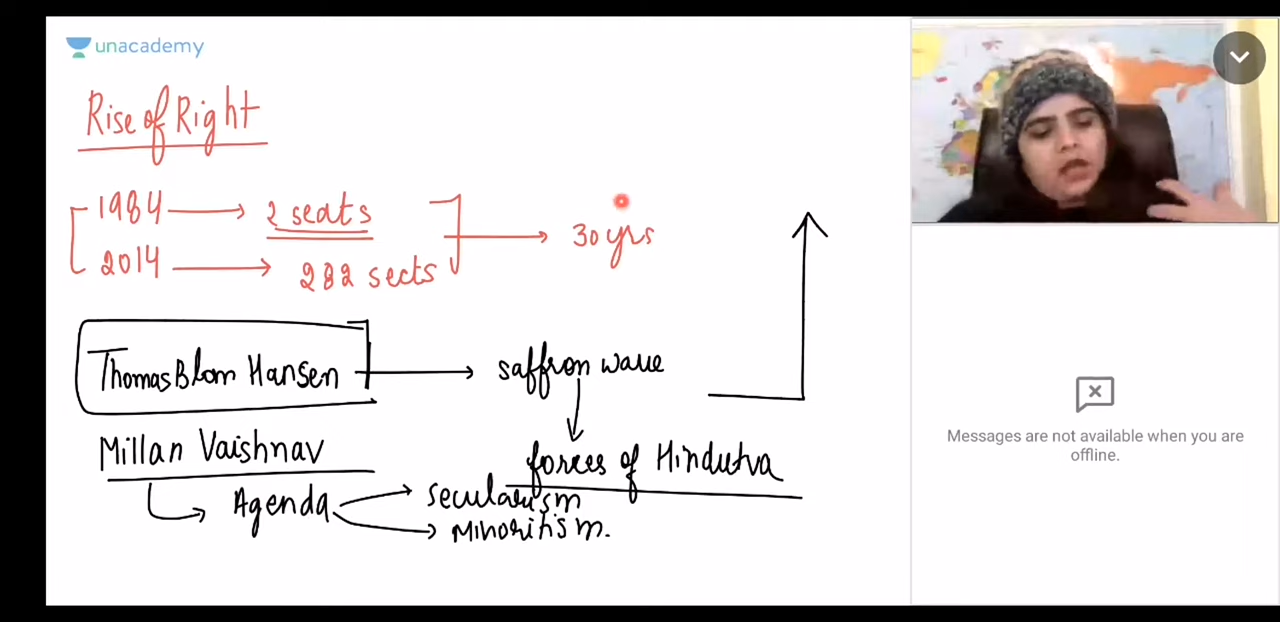 unacademy
Rise of Right
1984 → 2 seats
2014 → 282 sects
→ 30 yrs
Thomas Blom Hansen → saffron wave
Millan Vaishnav
forces of Hindutva
Agenda → secularism
→ Minoritism.
Messages are not available when you are
offline.